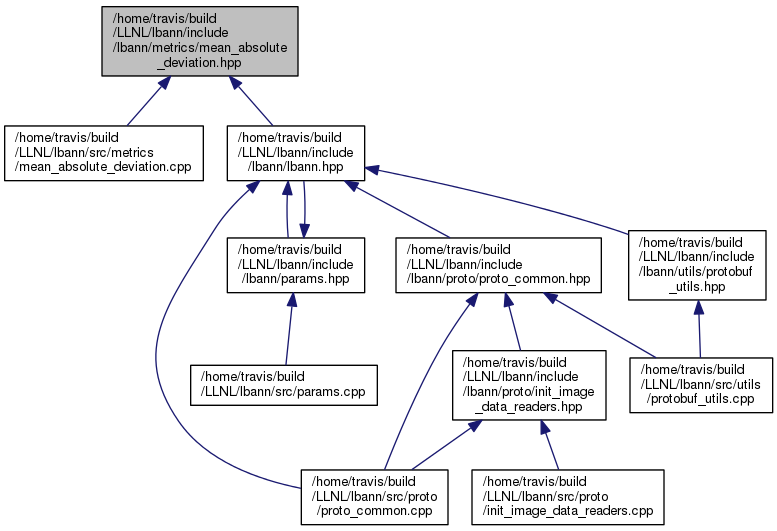 /home/travis/build
/LLNL/lbann/include
/lbann/metrics/mean_absolute
_deviation.hpp
/home/travis/build
/LLNL/lbann/src/metrics
/mean_absolute_deviation.cpp
/home/travis/build
/LLNL/lbann/include
/lbann/lbann.hpp
/home/travis/build
/LLNL/lbann/include
/lbann/params.hpp
/home/travis/build
/LLNL/lbann/include
/lbann/proto/proto_common.hpp
/home/travis/build
/LLNL/lbann/include
/lbann/utils/protobuf
_utils.hpp
/home/travis/build
/LLNL/lbann/src/params.cpp
/home/travis/build
/LLNL/lbann/include
/lbann/proto/init_image
_data_readers.hpp
/home/travis/build
/LLNL/lbann/src/utils
/protobuf_utils.cpp
/home/travis/build
/LLNL/lbann/src/proto
/proto_common.cpp
/home/travis/build
/LLNL/lbann/src/proto
/init_image_data_readers.cpp